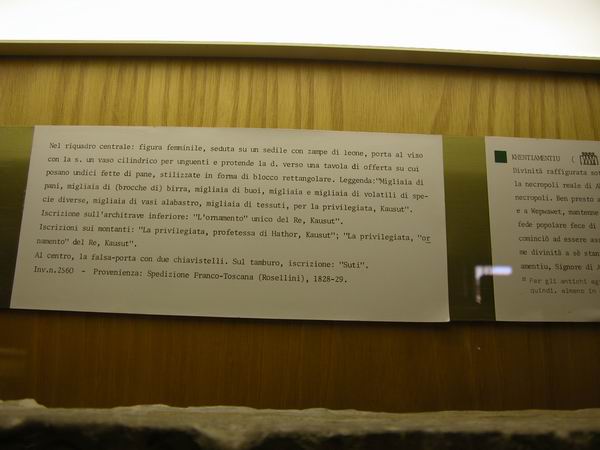 Nel riquadro centrale: figura femminile, seduta su un sedile con zampe di leone, porta al viso
con la s. un vaso cilindrico per unguenti e protende la d. verso una tavola di offerta su cui
posano undici fette di pane, stilizzate in forma di blocco rettangolare. Leggenda:"Migliaia di
pani, migliaia di (brocche di) birra, migliaia di buoi, migliaia e migliaia di volatili di spe-
cie diverse, migliaia di vasi alabastro, migliaia di tessuti, per la privilegiata, Kausut".
Iscrizione sull'architrave inferiore: "L'ornamento" unico del Re, Kausut".
Iscrizioni sui montanti: "La privilegiata, profetessa di Hathor, Kausut"; "La privilegiata, "or
namento" del Re, Kausut".
Al centro, la falsa-porta con due chiavistelli. Sul tamburo, iscrizione: "Suti".
Inv.n.2560 - Provenienza: Spedizione Franco-Toscana (Rosellini), 1828-29.
KHENTIAMENTIU (
Divinità raffigurata
la necropoli reale di
necropoli. Ben presto
e a Wepwawet, mantenne
fede popolare fece di
cominciò ad essere
me divinità a sè
amentiu, Signore di
Per gli antichi
quindi, almeno in